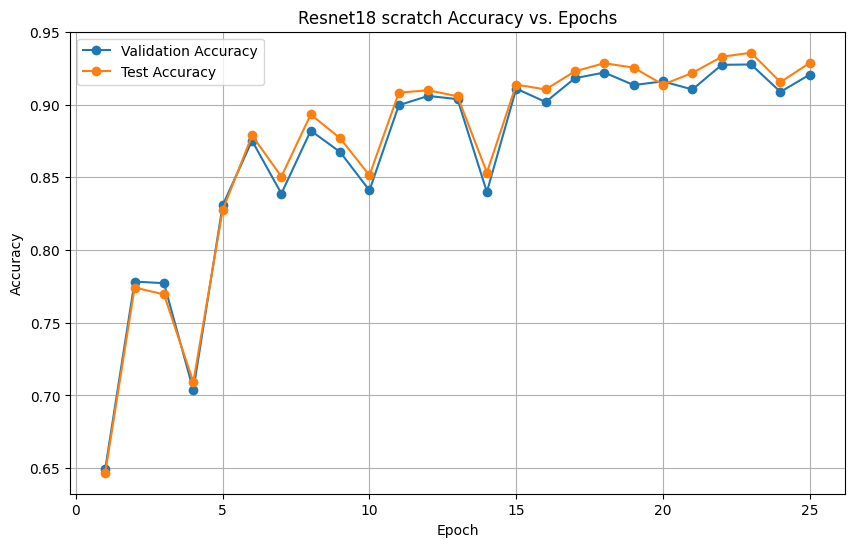 Resnet18 scratch Accuracy vs. Epochs
Validation Accuracy
Test Accuracy
Accuracy
0.95
0.90
0.85
0.80
0.75
0.70
0.65
0 5 10 15 20 25
Epoch